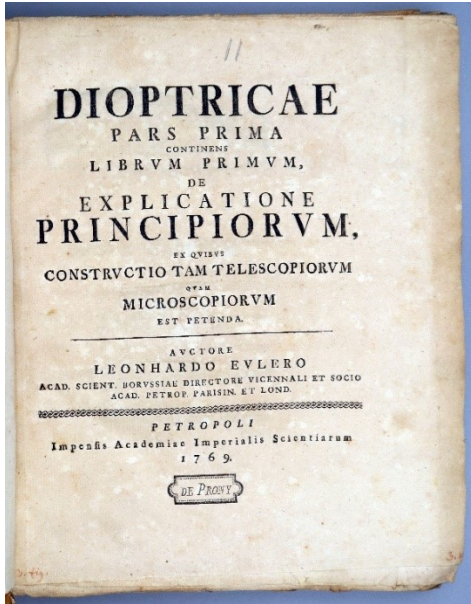 11
DIOPTRICAE
PARS PRIMA
CONTINENS
LIBRVM PRIMVM,
DE
EXPLICATIONE
PRINCIPIORVM,
EX QVIBVS
CONSTRVCTIO TAM TELESCOPIORVM
QVAM
MICROSCOPIORVM
EST PETENDA.
AVCTORE
LEONHARDO EVLERO
ACAD. SCIENT. BORVSSIAE DIRECTORE VICENNALI ET SOCIO
ACAD. PETROP. PARISIN. ET LOND.
PETROPOLI
Impensis Academiae Imperialis Scientiarum
1769.
DE PRONY